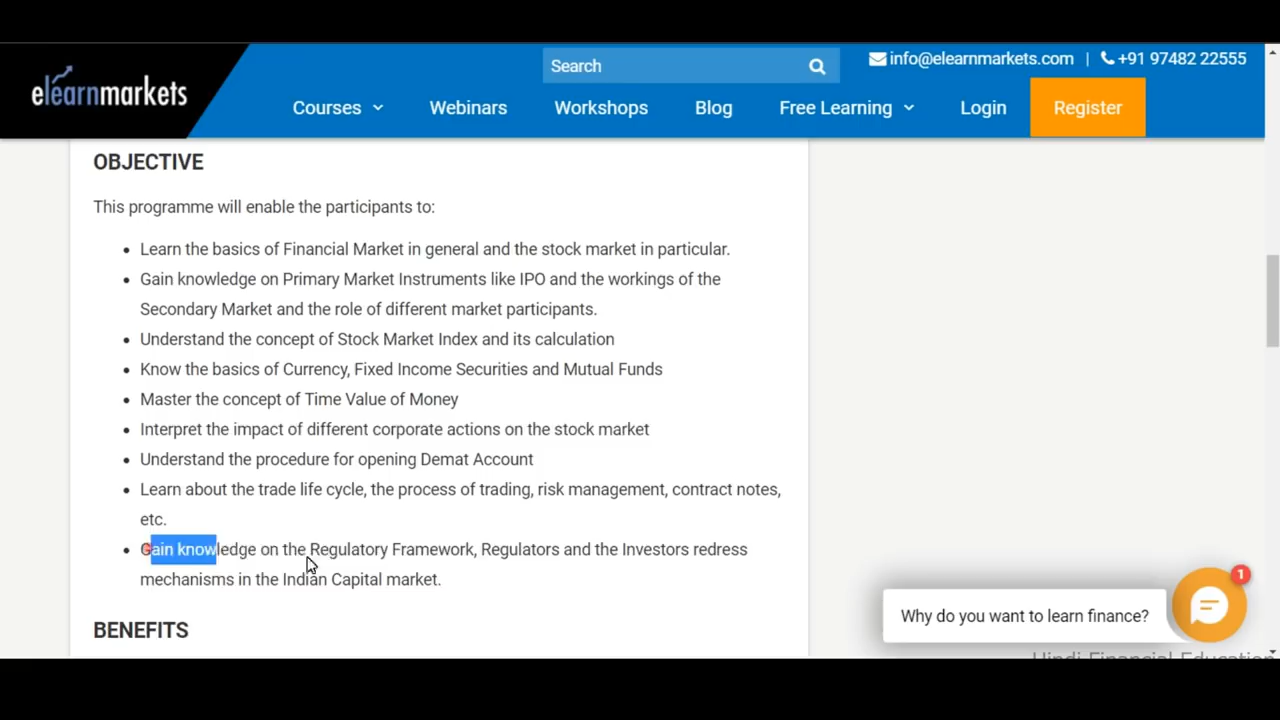 elearnmarkets
Search
info@elearnmarkets.com | +91 97482 22555
Courses Webinars Workshops Blog Free Learning Login Register
OBJECTIVE
This programme will enable the participants to:
• Learn the basics of Financial Market in general and the stock market in particular.
• Gain knowledge on Primary Market Instruments like IPO and the workings of the
Secondary Market and the role of different market participants.
• Understand the concept of Stock Market Index and its calculation
• Know the basics of Currency, Fixed Income Securities and Mutual Funds
• Master the concept of Time Value of Money
• Interpret the impact of different corporate actions on the stock market
• Understand the procedure for opening Demat Account
• Learn about the trade life cycle, the process of trading, risk management, contract notes,
etc.
• Gain knowledge on the Regulatory Framework, Regulators and the Investors redress
mechanisms in the Indian Capital market.
1
Why do you want to learn finance?
BENEFITS
Hindi Financial Education